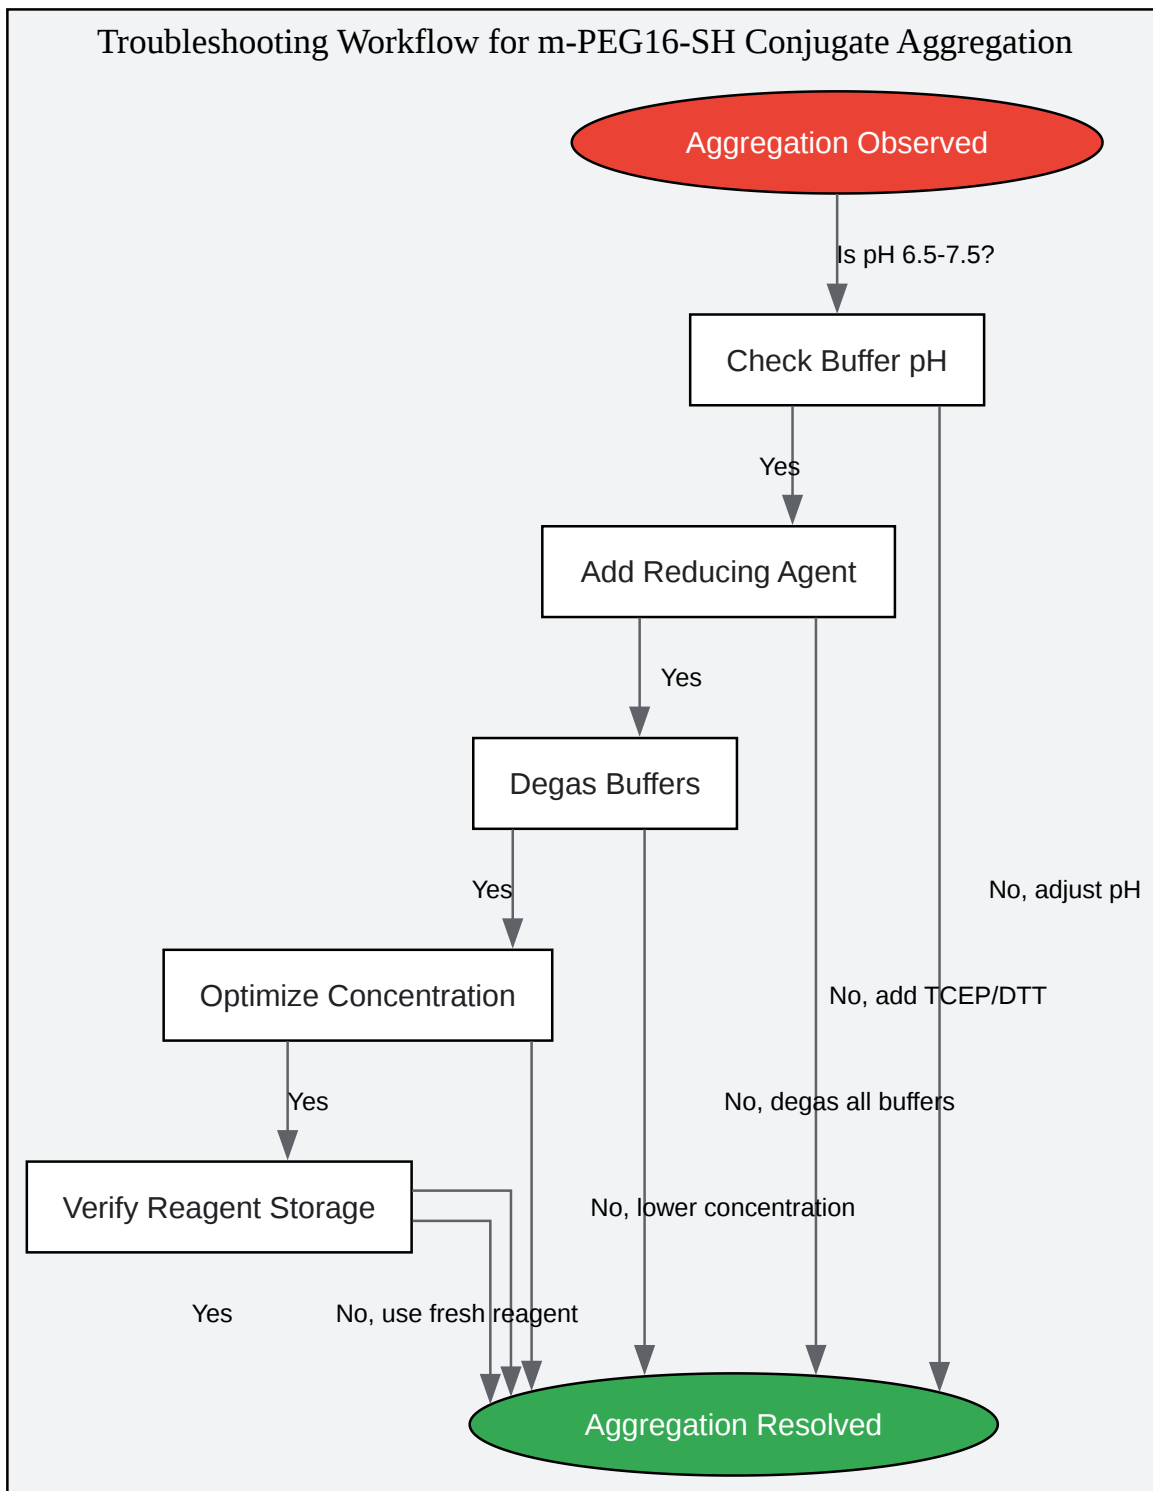 Troubleshooting Workflow for m-PEG16-SH Conjugate Aggregation
Aggregation Observed
Is pH 6.5-7.5?
Check Buffer pH
Yes
Add Reducing Agent
Yes
Degas Buffers
Yes
No, adjust pH
Optimize Concentration
No, add TCEP/DTT
Yes
No, degas all buffers
Verify Reagent Storage
No, lower concentration
Yes
No, use fresh reagent
Aggregation Resolved